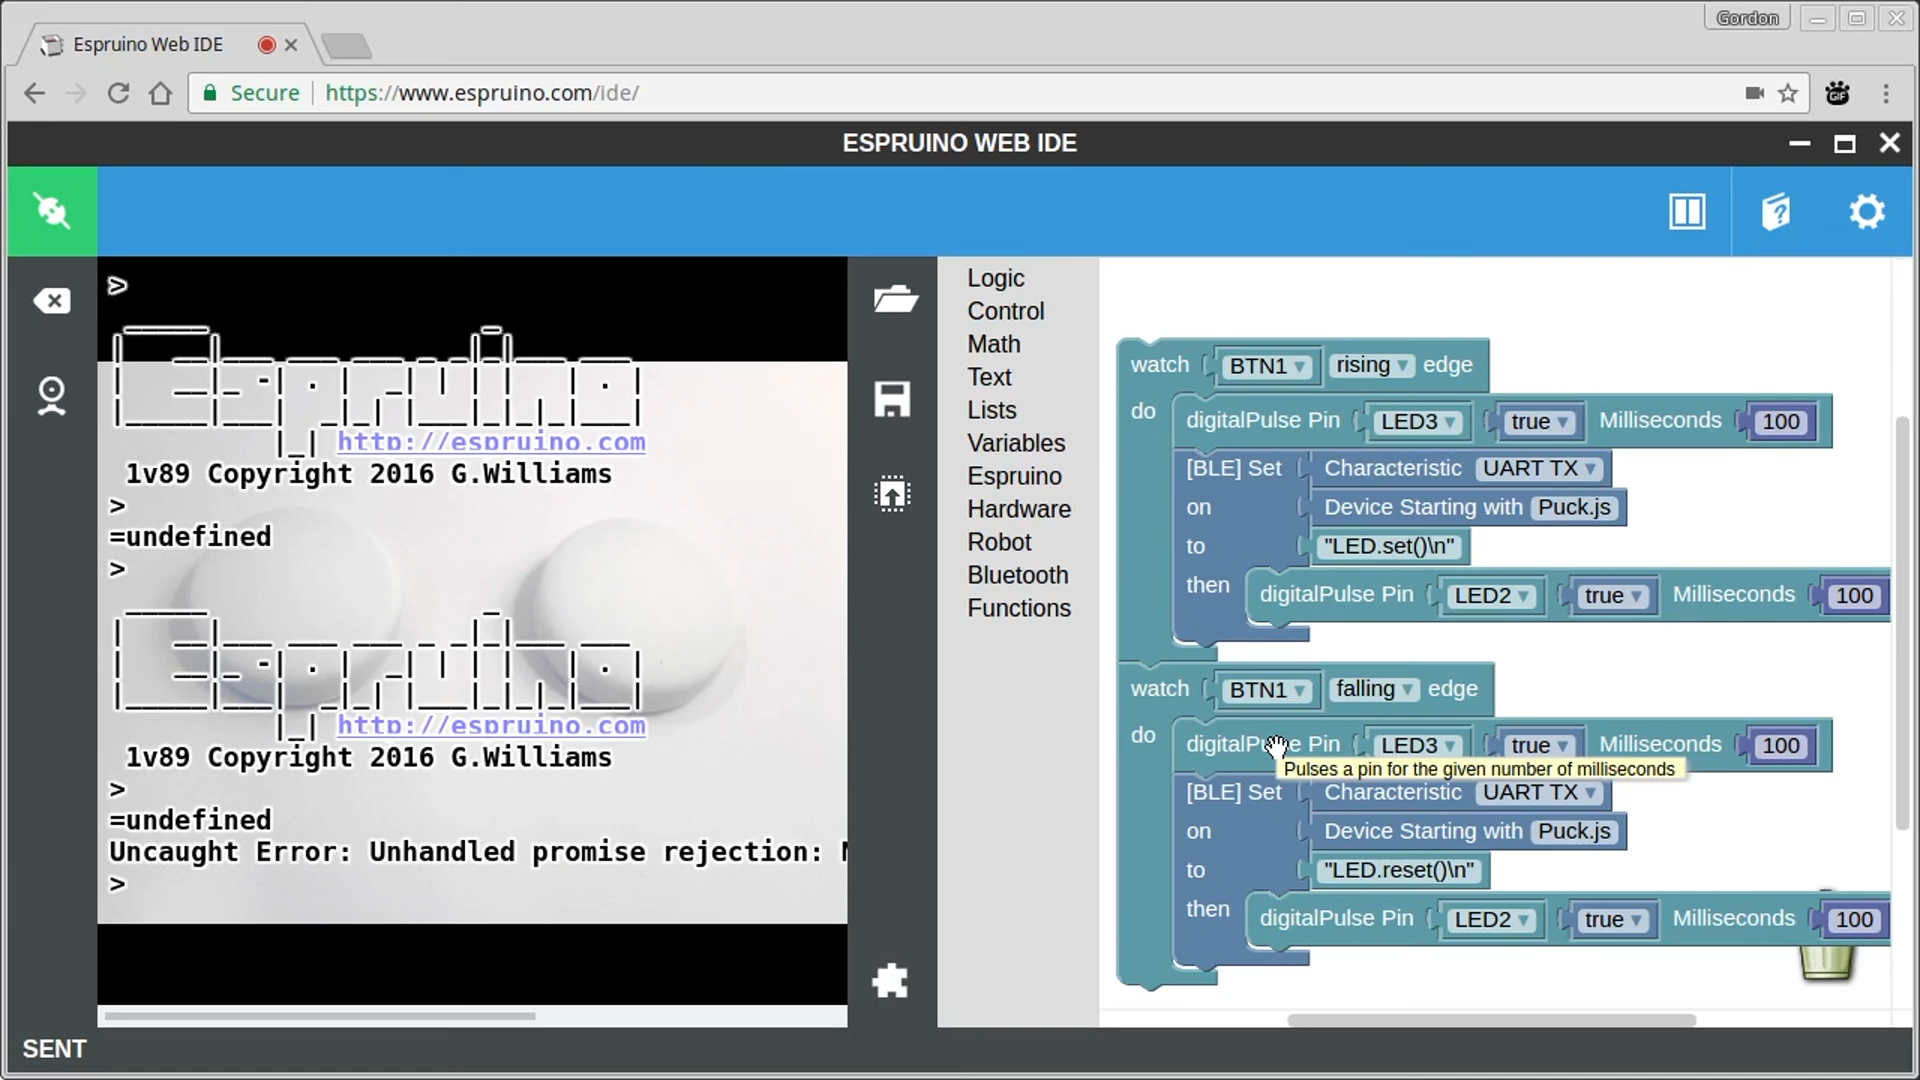 Gordon
Espruino Web IDE
Secure
https://www.espruino.com/ide/
GIF
ESPRUINO WEB IDE
>
http://espruino.com
1v89 Copyright 2016 G.Williams
>
=undefined
>
http://espruino.com
1v89 Copyright 2016 G.Williams
>
=undefined
Uncaught Error: Unhandled promise rejection:
>
Logic
Control
Math
Text
Lists
Variables
Espruino
Hardware
Robot
Bluetooth
Functions
watch BTN1 rising edge
do digitalPulse Pin LED3 true Milliseconds 100
[BLE] Set Characteristic UART TX
on Device Starting with Puck.js
to "LED.set()\n"
then digitalPulse Pin LED2 true Milliseconds 100
watch BTN1 falling edge
do digitalPulse Pin LED3 true Milliseconds 100
Pulses a pin for the given number of milliseconds
[BLE] Set Characteristic UART TX
on Device Starting with Puck.js
to "LED.reset()\n"
then digitalPulse Pin LED2 true Milliseconds 100
SENT